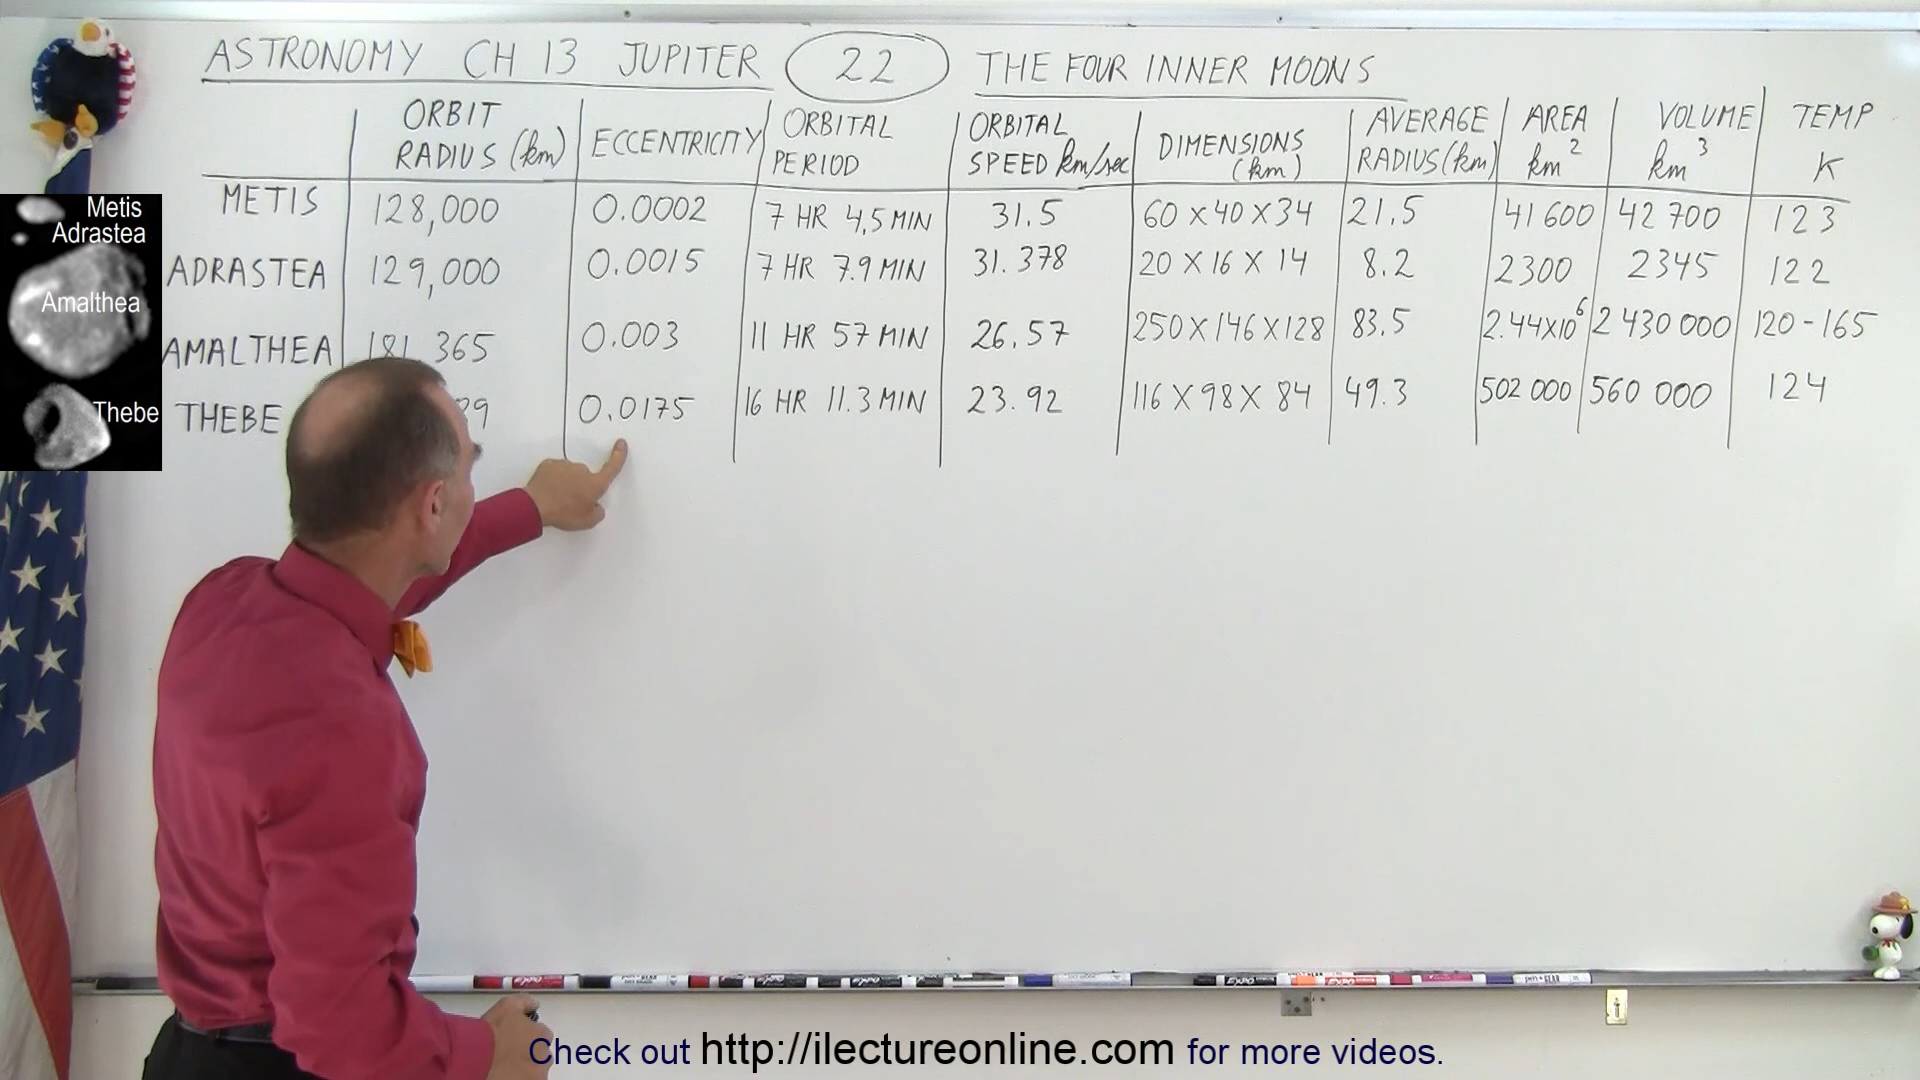 ASTRONOMY CH 13 JUPITER 22 THE FOUR INNER MOONS
ORBIT RADIUS (km) ECCENTRICITY ORBITAL PERIOD ORBITAL SPEED km/sec DIMENSIONS (km) AVERAGE RADIUS (km) AREA km² VOLUME km³ TEMP K
METIS 128,000 0.0002 7 HR 4,5 MIN 31.5 60 X 40 X 34 21.5 41 600 42 700 123
ADRASTEA 129,000 0.0015 7 HR 7.9 MIN 31.378 20 X 16 X 14 8.2 2300 2345 122
AMALTHEA 181,365 0.003 11 HR 57 MIN 26.57 250 X 146 X 128 83.5 2.44X10⁶ 2 430 000 120-165
THEBE 0.0175 16 HR 11.3 MIN 23.92 116 X 98 X 84 49.3 502 000 560 000 124
Metis
Adrastea
Amalthea
Thebe
Check out http://ilectureonline.com for more videos.